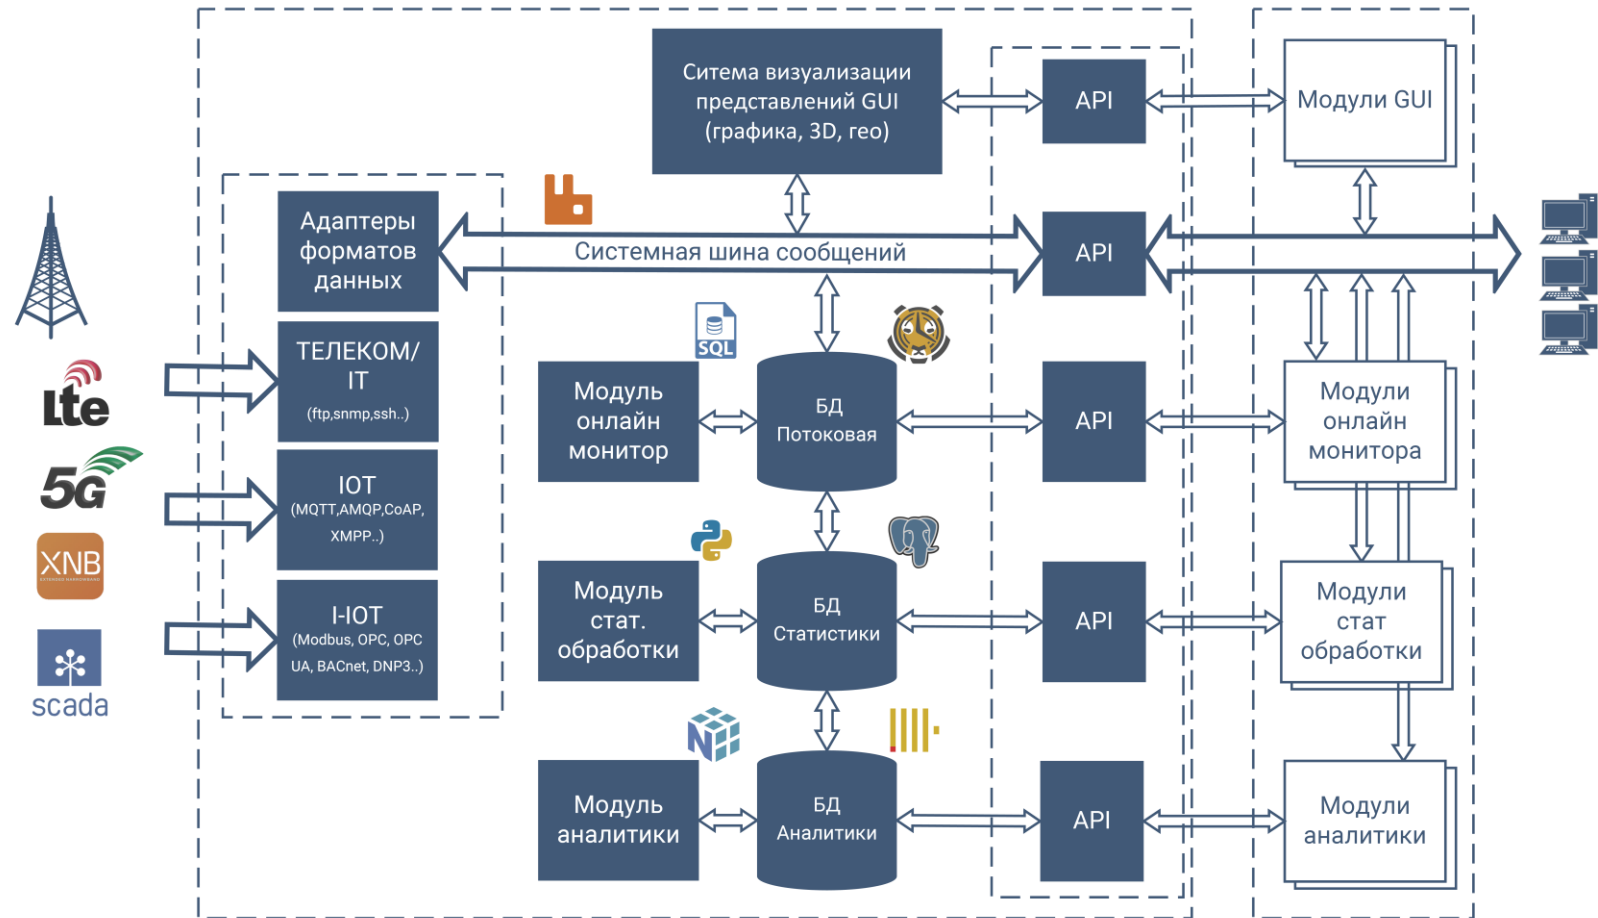 Ситема визуализации
представлений GUI
(графика, 3D, гео)
API
Модули GUI
Адаптеры
форматов
данных
Системная шина сообщений
API
SQL
ТЕЛЕКОМ/
IT
(ftp,snmp,ssh..)
Lte
Модуль
онлайн
монитор
БД
Потоковая
API
Модули
онлайн
монитора
5G
IOT
(MQTT,AMQP,CoAP,
XMPP..)
XNB
Модуль
стат.
обработки
БД
Статистики
API
Модули
стат
обработки
I-IOT
(Modbus, OPC, OPC
UA, BACnet, DNP3..)
scada
N
Модуль
аналитики
БД
Аналитики
API
Модули
аналитики